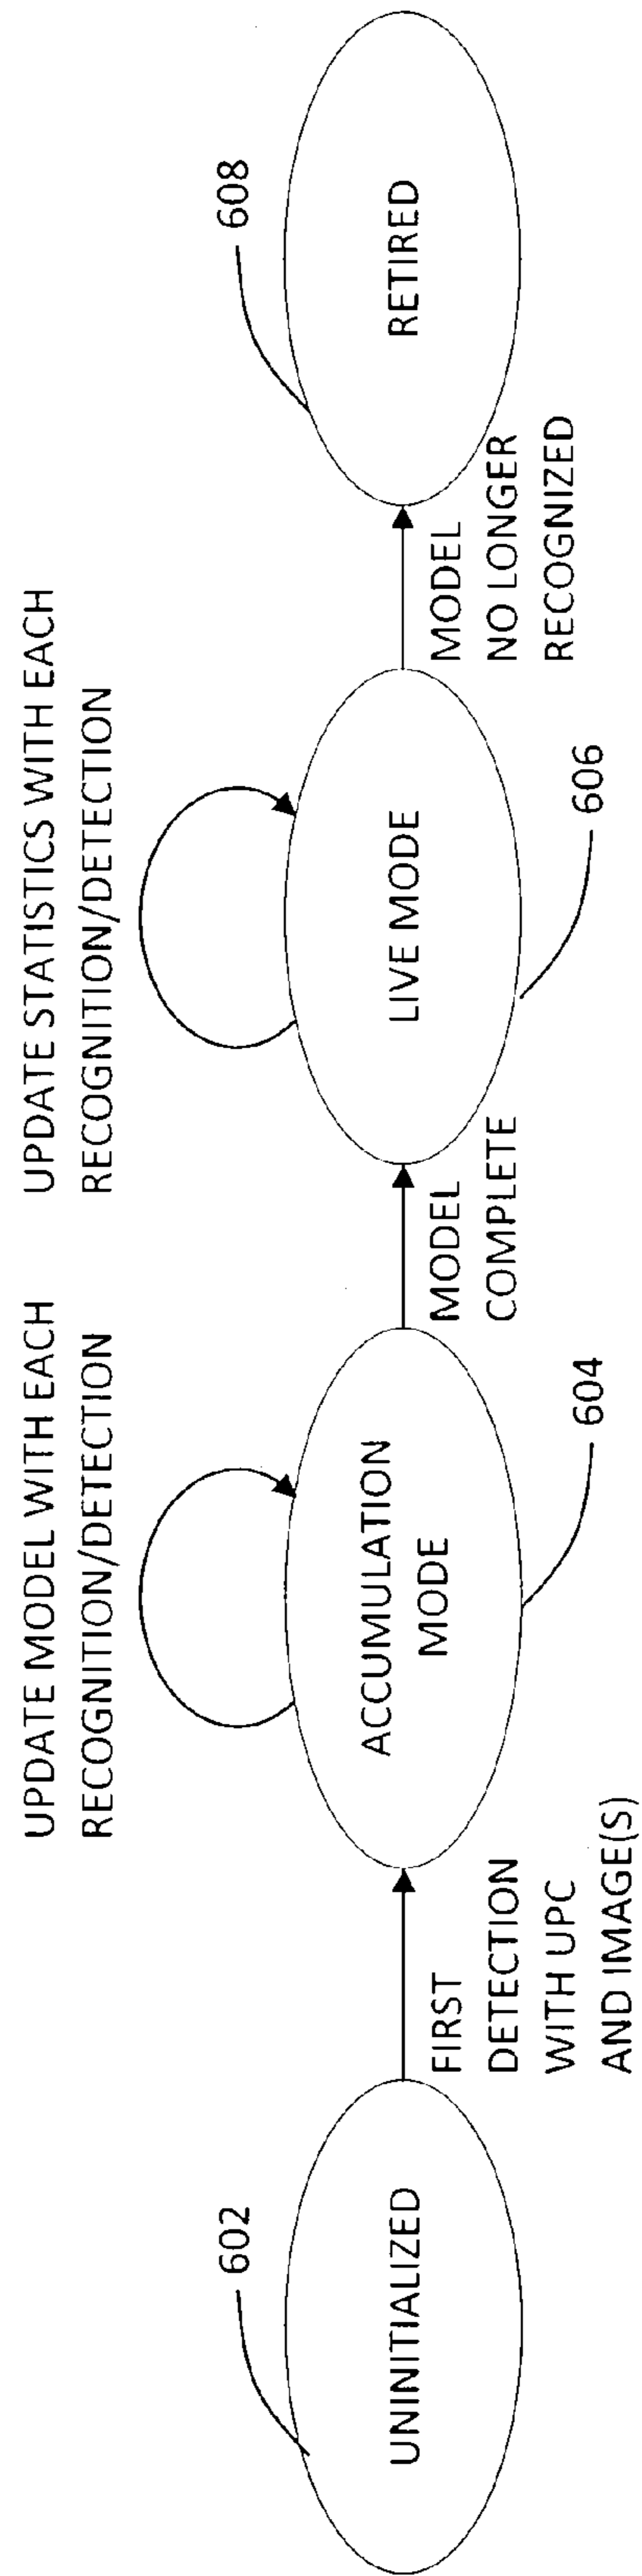 UPDATE MODEL WITH EACH
RECOGNITION/DETECTION
UPDATE STATISTICS WITH EACH
RECOGNITION/DETECTION
602
608
UNINITIALIZED
FIRST
DETECTION
WITH UPC
AND IMAGE(S)
ACCUMULATION
MODE
604
MODEL
COMPLETE
LIVE MODE
606
MODEL
NO LONGER
RECOGNIZED
RETIRED